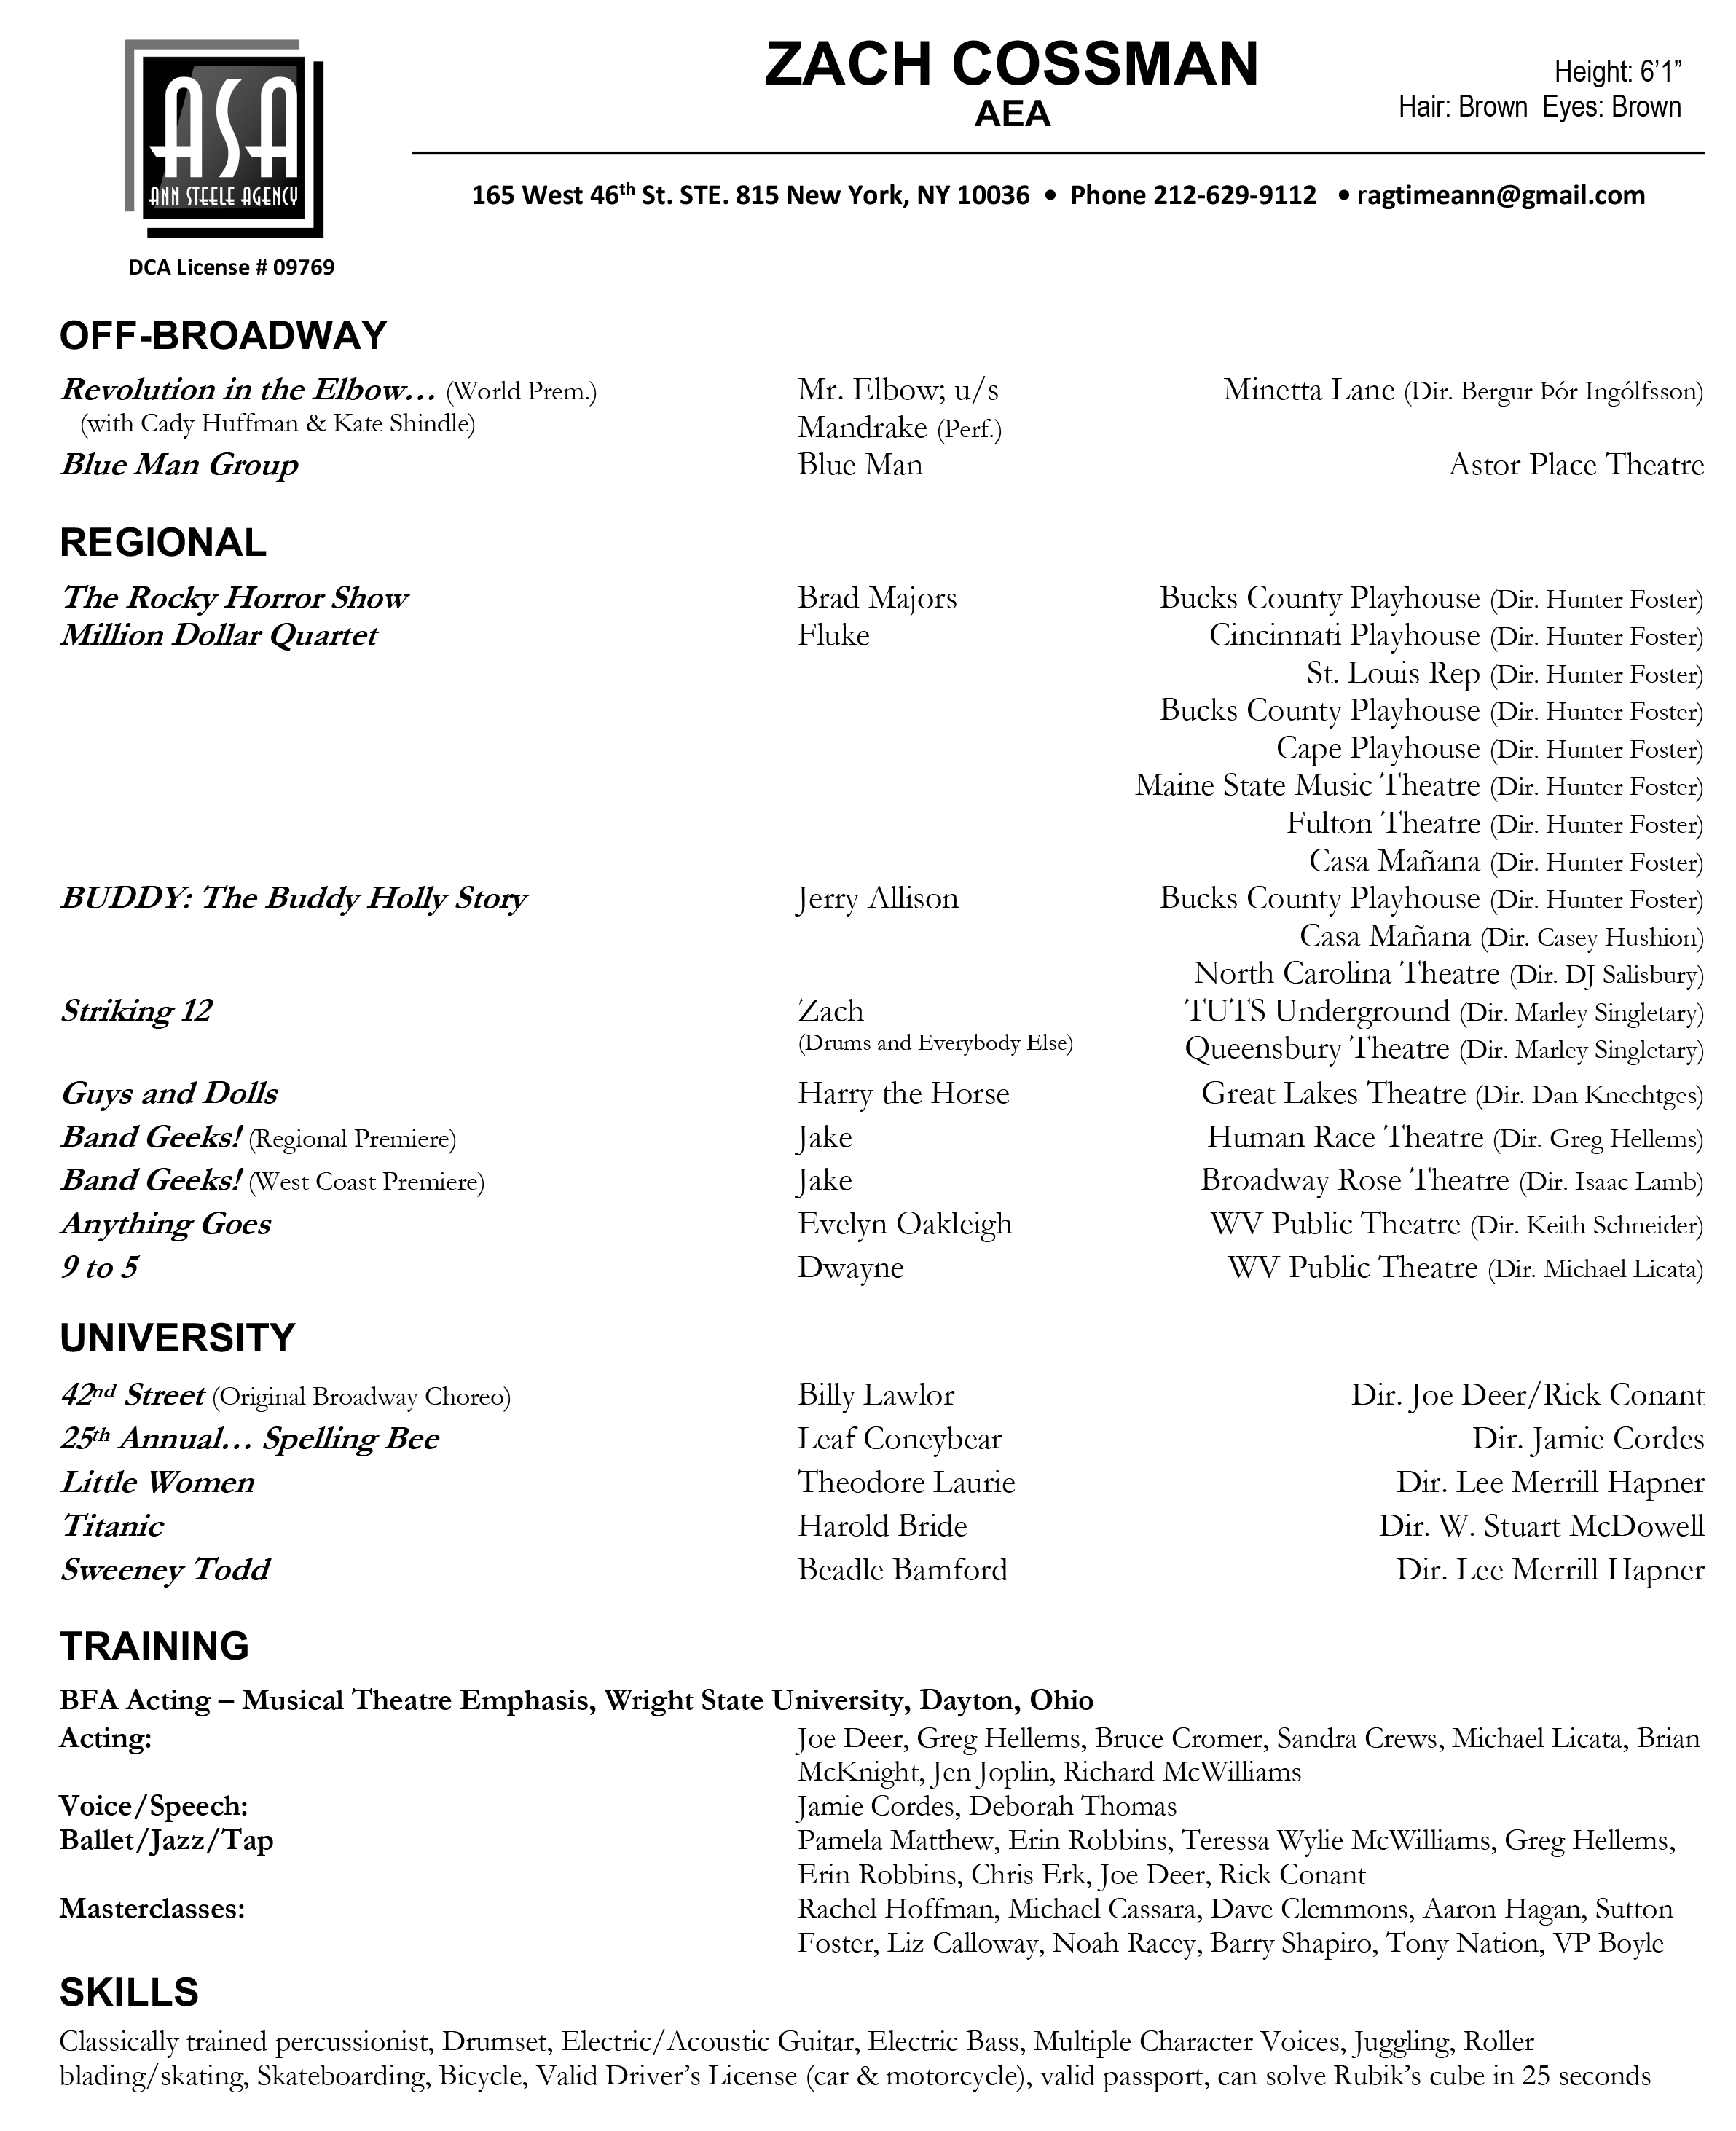 ASA
ANN STEELE AGENCY
DCA License # 09769
ZACH COSSMAN
AEA
Height: 6’1”
Hair: Brown  Eyes: Brown
165 West 46th St. STE. 815 New York, NY 10036 • Phone 212-629-9112 • ragtimeann@gmail.com
OFF-BROADWAY
Revolution in the Elbow… (World Prem.) Mr. Elbow; u/s Minetta Lane (Dir. Bergur Þór Ingólfsson)
(with Cady Huffman & Kate Shindle) Mandrake (Perf.)
Blue Man Group Blue Man Astor Place Theatre
REGIONAL
The Rocky Horror Show Brad Majors Bucks County Playhouse (Dir. Hunter Foster)
Million Dollar Quartet Fluke Cincinnati Playhouse (Dir. Hunter Foster)
St. Louis Rep (Dir. Hunter Foster)
Bucks County Playhouse (Dir. Hunter Foster)
Cape Playhouse (Dir. Hunter Foster)
Maine State Music Theatre (Dir. Hunter Foster)
Fulton Theatre (Dir. Hunter Foster)
Casa Mañana (Dir. Hunter Foster)
BUDDY: The Buddy Holly Story Jerry Allison Bucks County Playhouse (Dir. Hunter Foster)
Casa Mañana (Dir. Casey Hushion)
North Carolina Theatre (Dir. DJ Salisbury)
Striking 12 Zach TUTS Underground (Dir. Marley Singletary)
(Drums and Everybody Else) Queensbury Theatre (Dir. Marley Singletary)
Guys and Dolls Harry the Horse Great Lakes Theatre (Dir. Dan Knechtges)
Band Geeks! (Regional Premiere) Jake Human Race Theatre (Dir. Greg Hellems)
Band Geeks! (West Coast Premiere) Jake Broadway Rose Theatre (Dir. Isaac Lamb)
Anything Goes Evelyn Oakleigh WV Public Theatre (Dir. Keith Schneider)
9 to 5 Dwayne WV Public Theatre (Dir. Michael Licata)
UNIVERSITY
42nd Street (Original Broadway Choreo) Billy Lawlor Dir. Joe Deer/Rick Conant
25th Annual… Spelling Bee Leaf Coneybear Dir. Jamie Cordes
Little Women Theodore Laurie Dir. Lee Merrill Hapner
Titanic Harold Bride Dir. W. Stuart McDowell
Sweeney Todd Beadle Bamford Dir. Lee Merrill Hapner
TRAINING
BFA Acting – Musical Theatre Emphasis, Wright State University, Dayton, Ohio
Acting: Joe Deer, Greg Hellems, Bruce Cromer, Sandra Crews, Michael Licata, Brian
McKnight, Jen Joplin, Richard McWilliams
Voice/Speech: Jamie Cordes, Deborah Thomas
Ballet/Jazz/Tap Pamela Matthew, Erin Robbins, Teressa Wylie McWilliams, Greg Hellems,
Erin Robbins, Chris Erk, Joe Deer, Rick Conant
Masterclasses: Rachel Hoffman, Michael Cassara, Dave Clemmons, Aaron Hagan, Sutton
Foster, Liz Calloway, Noah Racey, Barry Shapiro, Tony Nation, VP Boyle
SKILLS
Classically trained percussionist, Drumset, Electric/Acoustic Guitar, Electric Bass, Multiple Character Voices, Juggling, Roller
blading/skating, Skateboarding, Bicycle, Valid Driver’s License (car & motorcycle), valid passport, can solve Rubik’s cube in 25 seconds